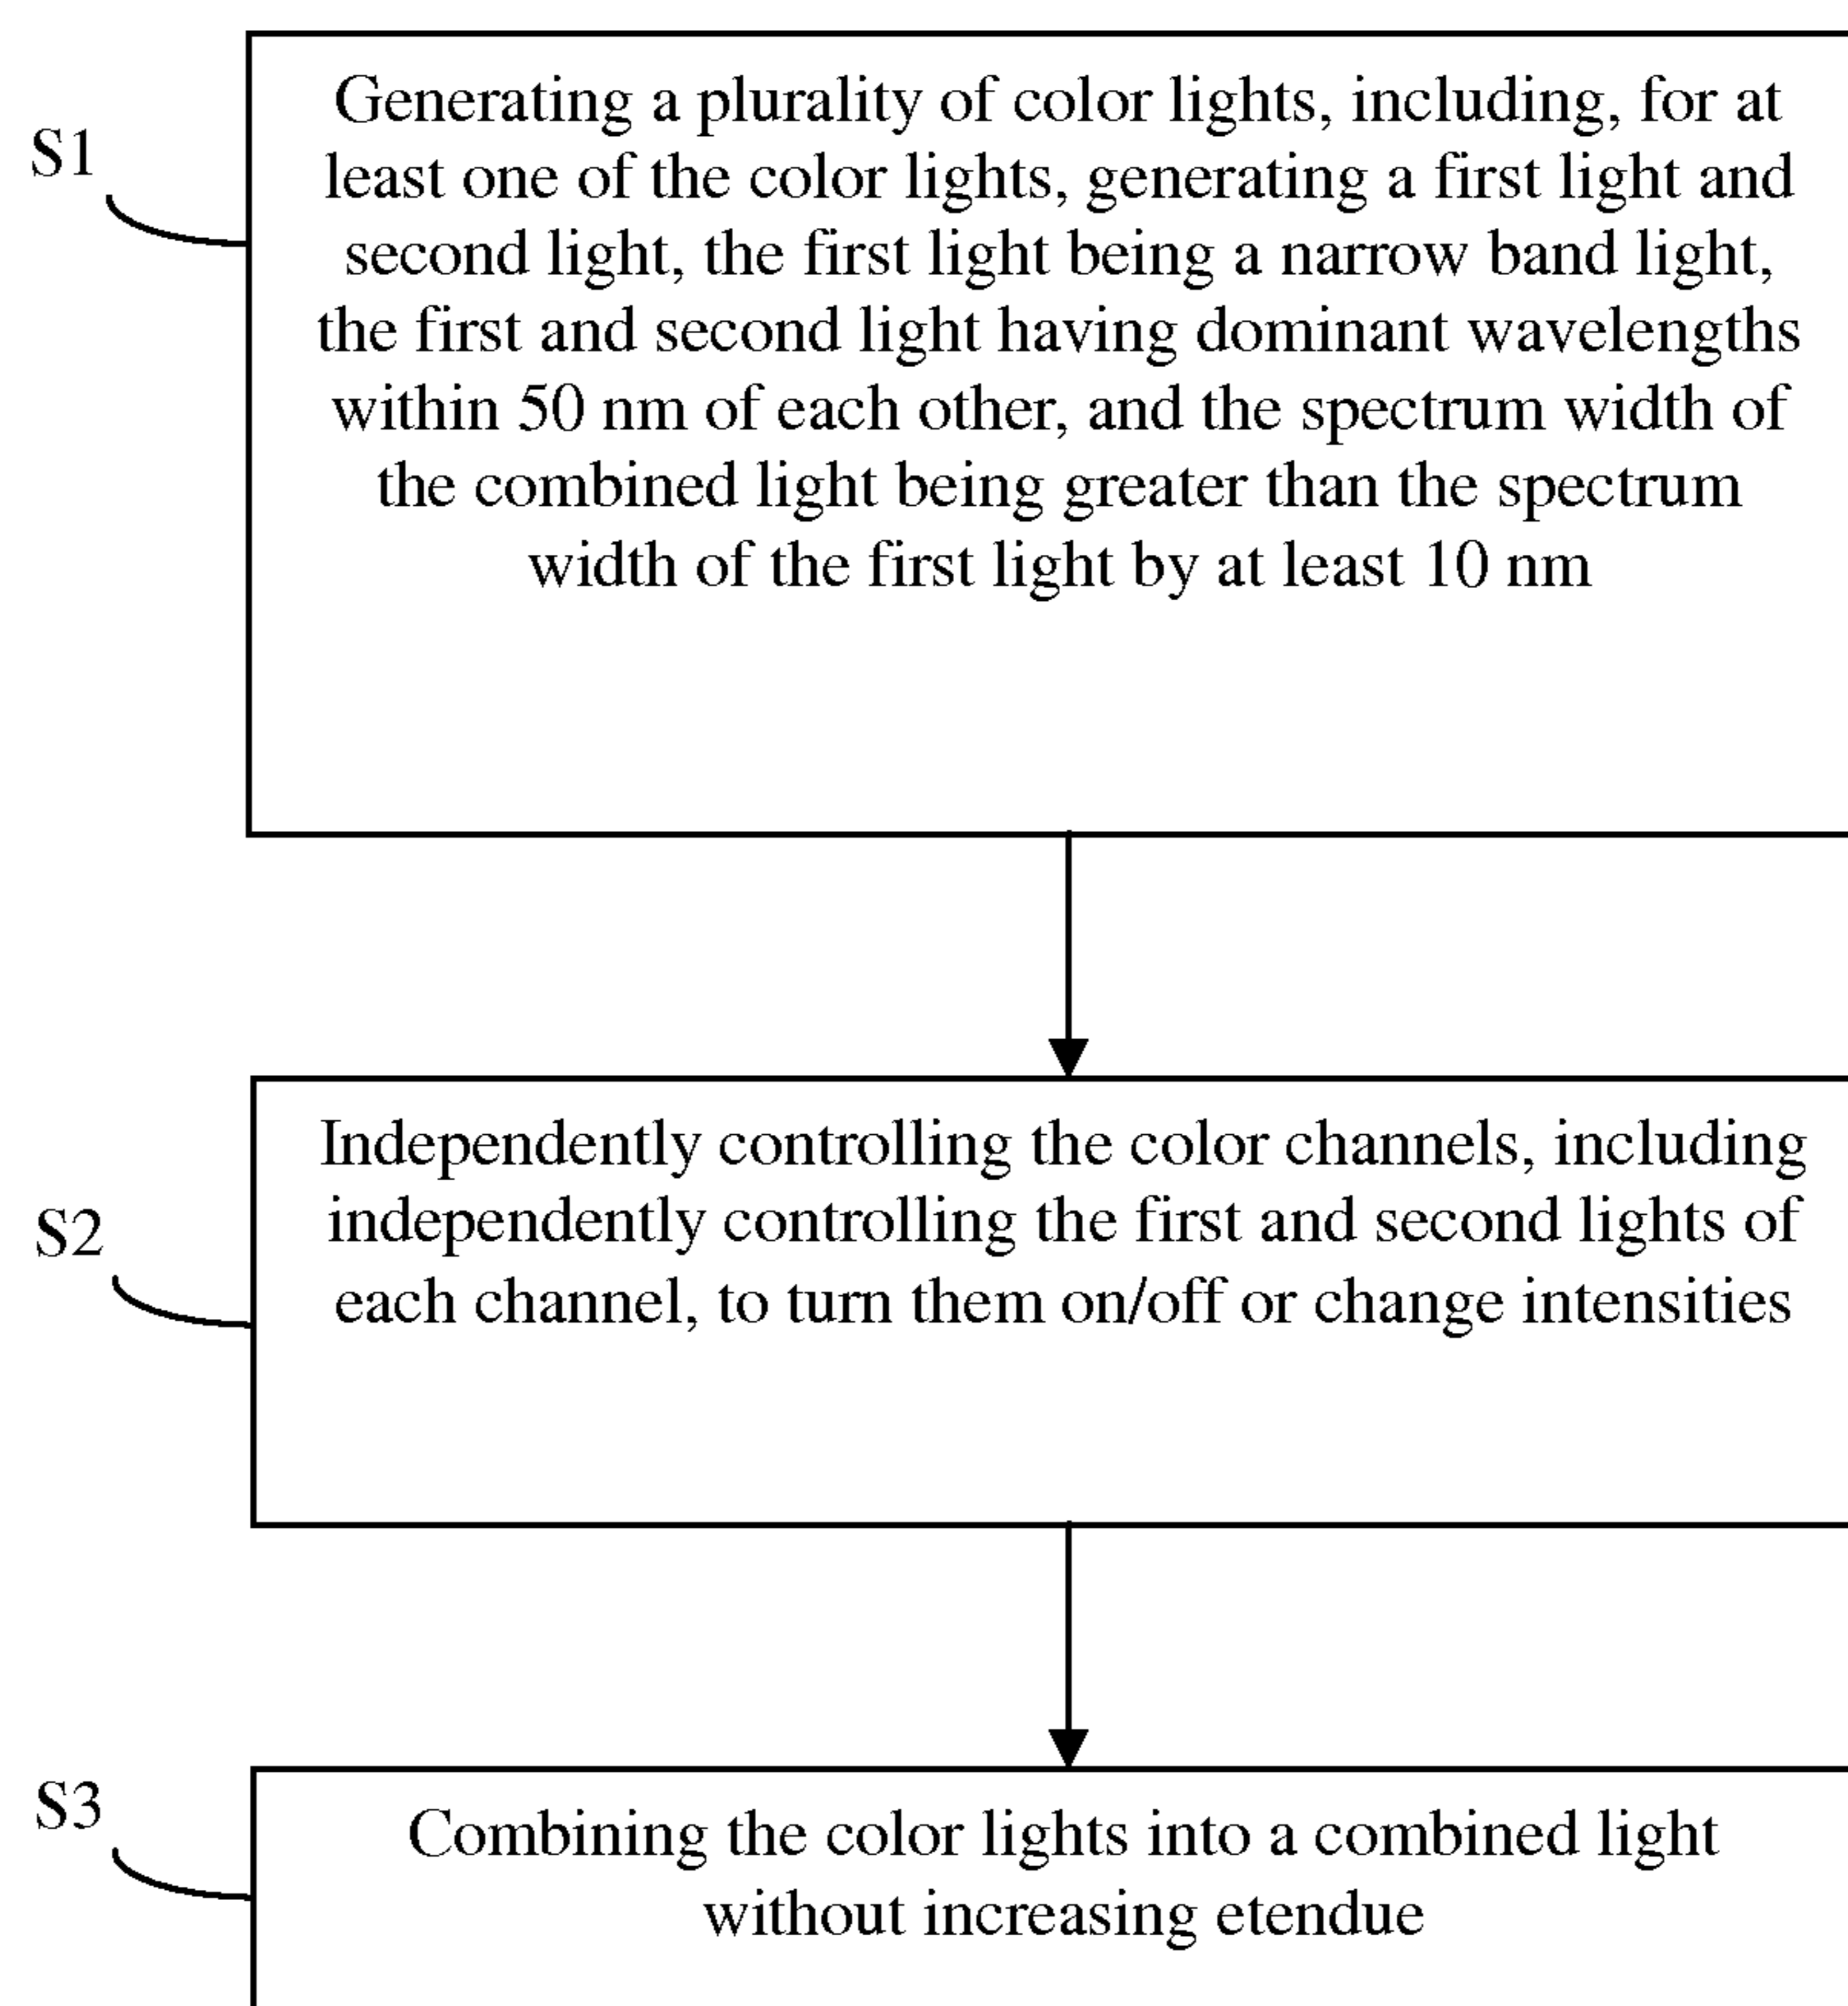 S1
Generating a plurality of color lights, including, for at
least one of the color lights, generating a first light and
second light, the first light being a narrow band light,
the first and second light having dominant wavelengths
within 50 nm of each other, and the spectrum width of
the combined light being greater than the spectrum
width of the first light by at least 10 nm
S2
Independently controlling the color channels, including
independently controlling the first and second lights of
each channel, to turn them on/off or change intensities
S3
Combining the color lights into a combined light
without increasing etendue